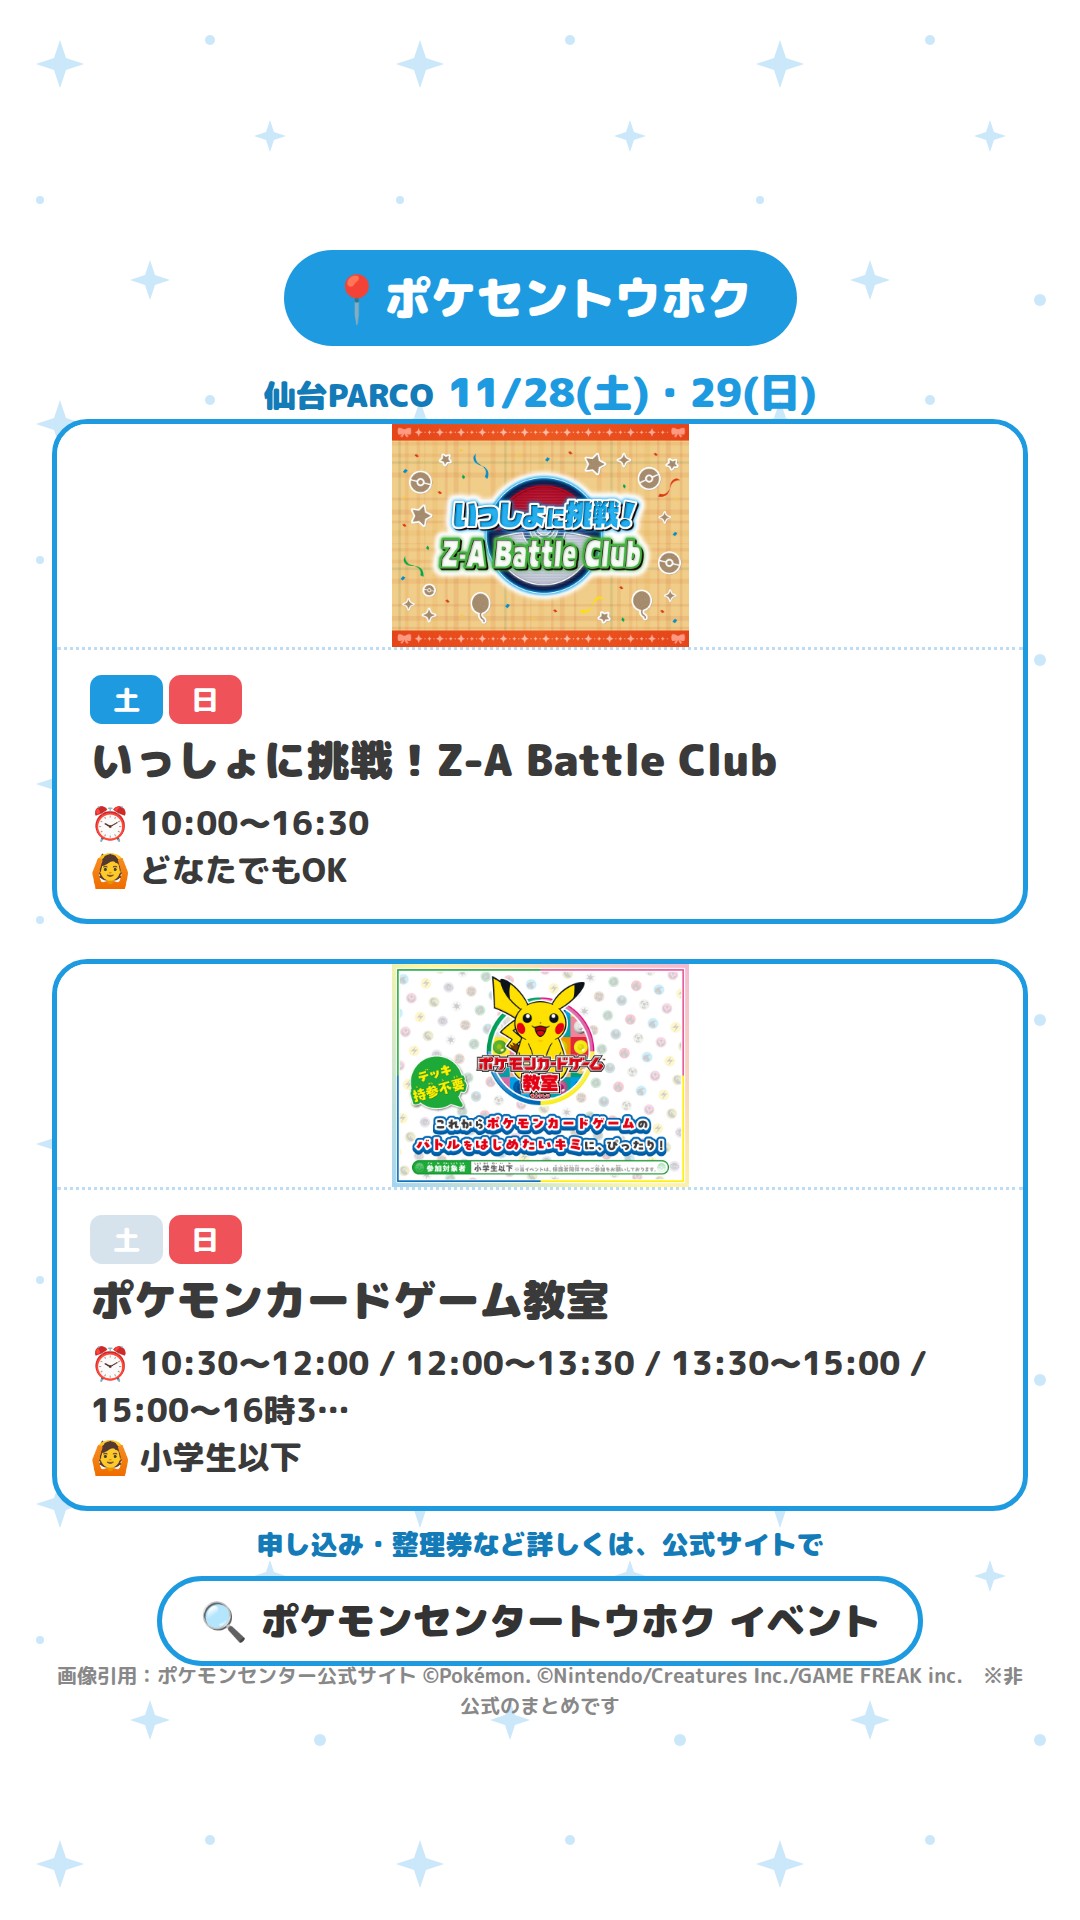 📍ポケセントウホク
仙台PARCO 11/28(土)・29(日)
いっしょに挑戦!
Z-A Battle Club
土 日
いっしょに挑戦！Z-A Battle Club
⏰ 10:00〜16:30
🙆 どなたでもOK
デッキ
持参不要
ポケモンカードゲーム
教室
これからポケモンカードゲームの
バトルをはじめたいキミに、ぴったり!
参加対象者 小学生以下
土 日
ポケモンカードゲーム教室
⏰ 10:30〜12:00 / 12:00〜13:30 / 13:30〜15:00 /
15:00〜16時3…
🙆 小学生以下
申し込み・整理券など詳しくは、公式サイトで
🔍 ポケモンセンタートウホク イベント
画像引用：ポケモンセンター公式サイト ©Pokémon. ©Nintendo/Creatures Inc./GAME FREAK inc.　※非
公式のまとめです